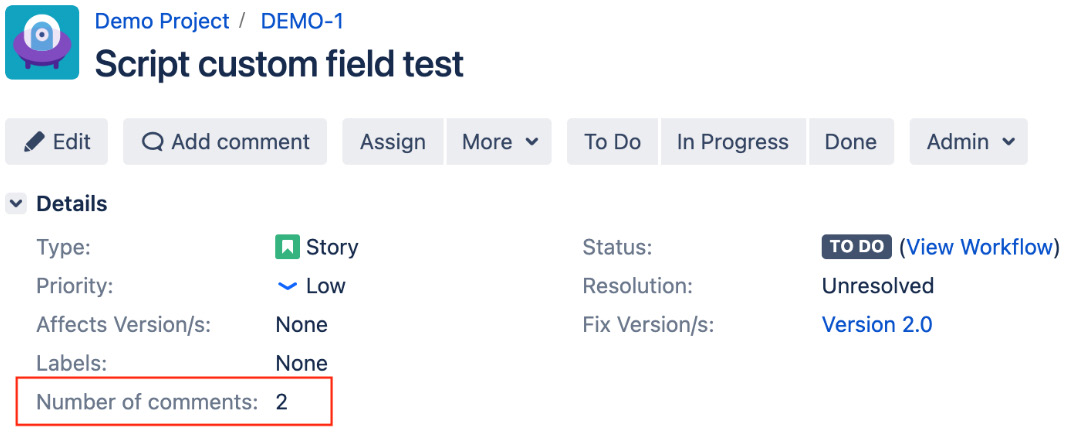 Demo Project / DEMO-1
Script custom field test
Edit Add comment Assign More To Do In Progress Done Admin
Details
Type: Story Status: TO DO (View Workflow)
Priority: Low Resolution: Unresolved
Affects Version/s: None Fix Version/s: Version 2.0
Labels: None
Number of comments: 2